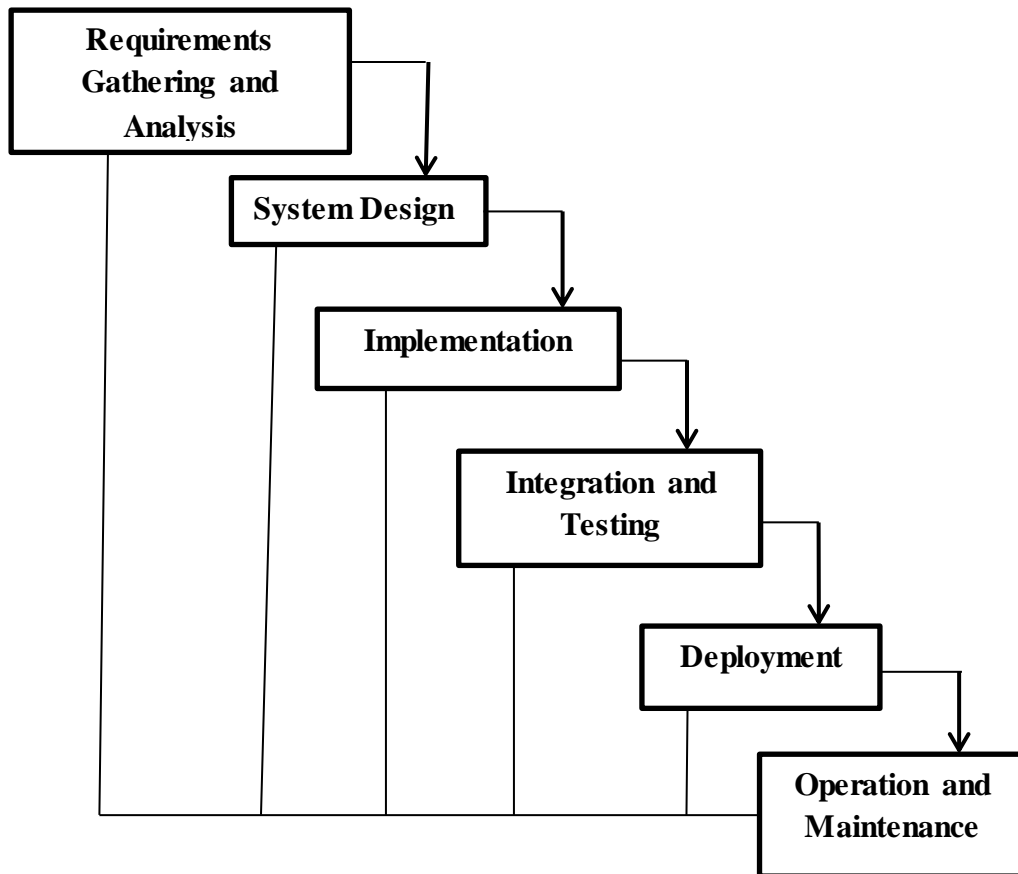 Requirements
Gathering and
Analysis
System Design
Implementation
Integration and
Testing
Deployment
Operation and
Maintenance